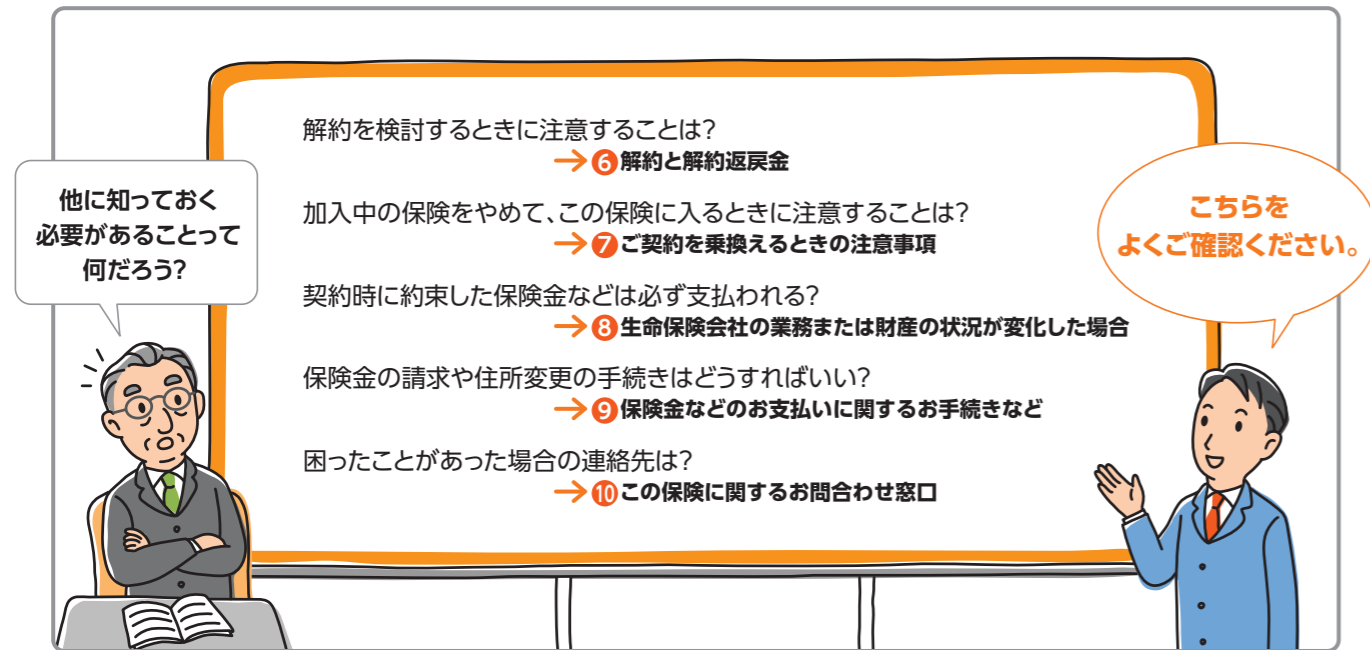 他に知っておく
必要があることって
何だろう?
解約を検討するときに注意することは?
→❻解約と解約返戻金
加入中の保険をやめて、この保険に入るときに注意することは?
→❼ご契約を乗換えるときの注意事項
契約時に約束した保険金などは必ず支払われる?
→❽生命保険会社の業務または財産の状況が変化した場合
保険金の請求や住所変更の手続きはどうすればいい?
→❾保険金などのお支払いに関するお手続きなど
困ったことがあった場合の連絡先は?
→❿この保険に関するお問合わせ窓口
こちらを
よくご確認ください。